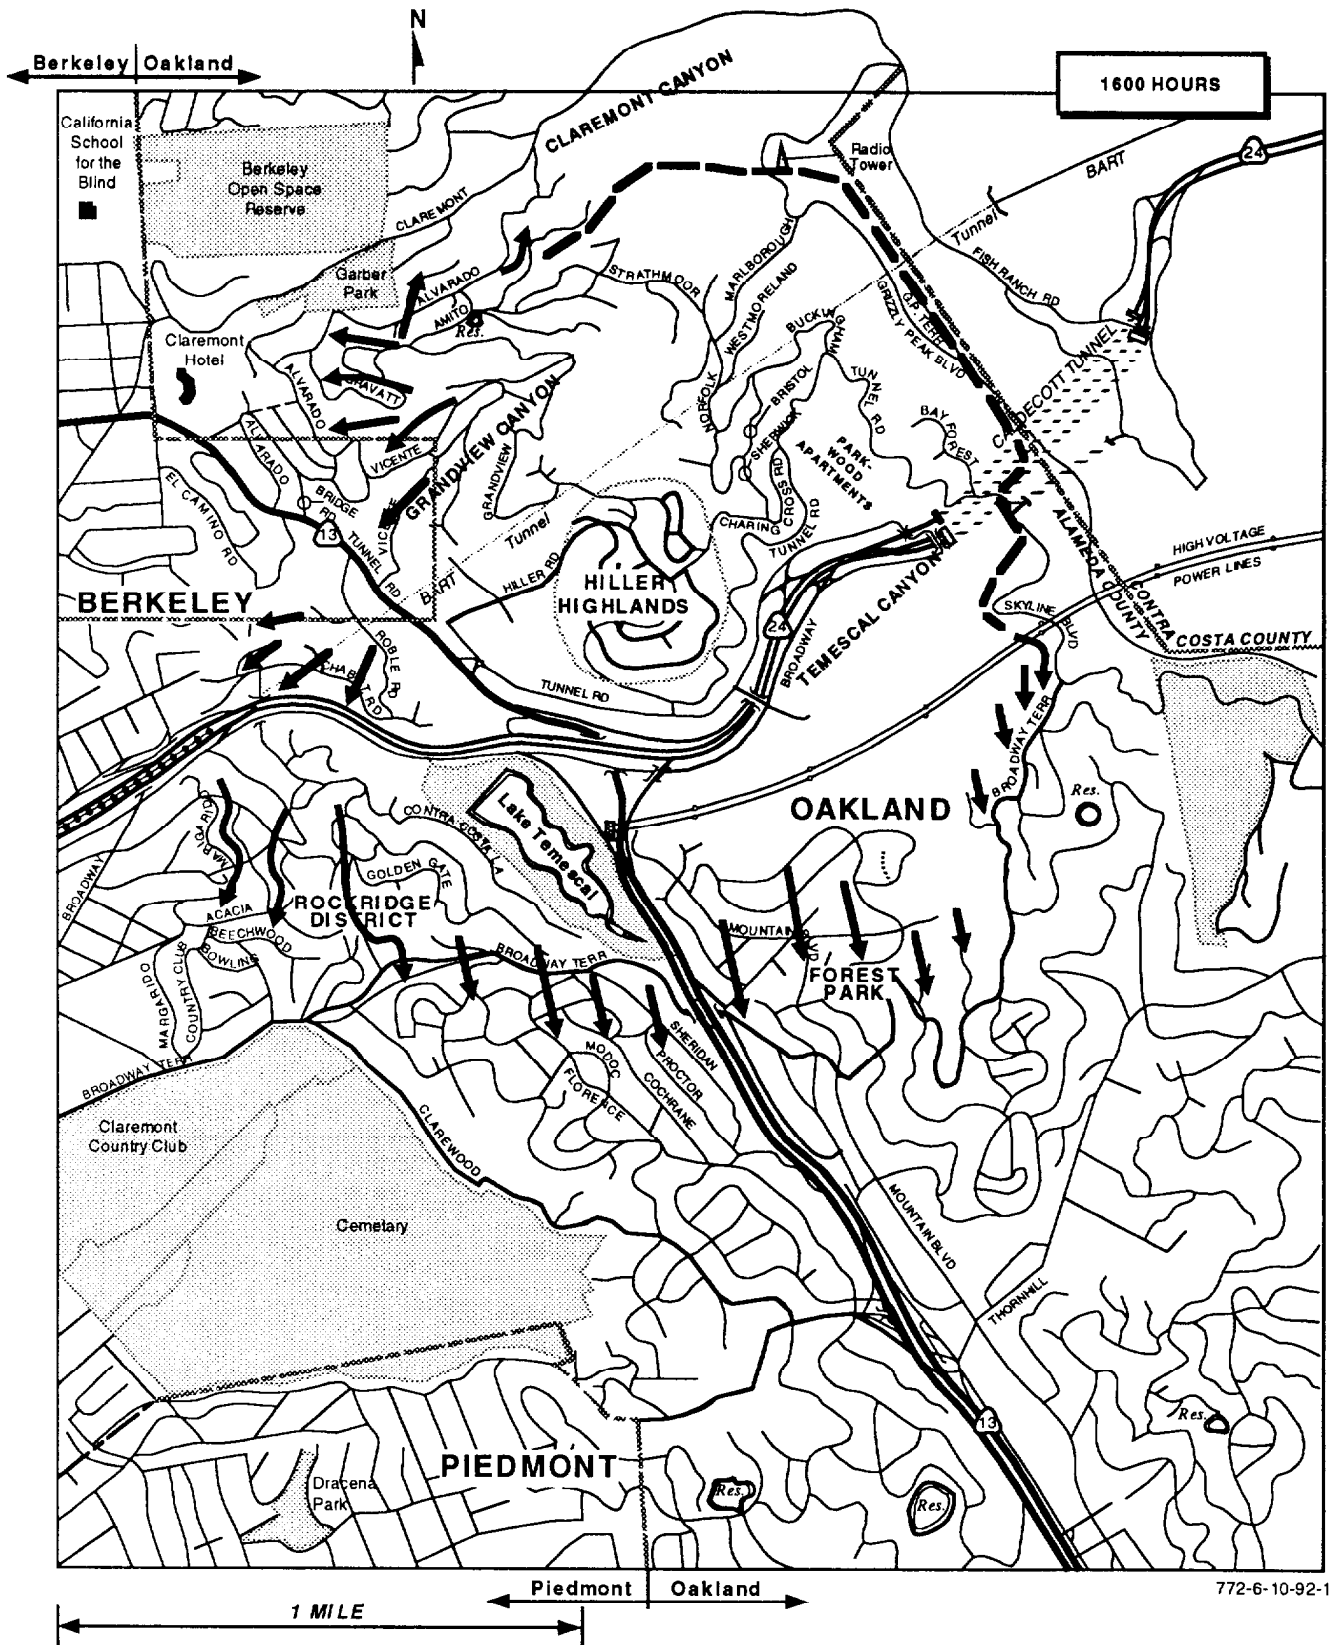 N
Berkeley Oakland
1600 HOURS
California
School
for the
Blind
Berkeley
Open Space
Reserve
CLAREMONT CANYON
Radio
Tower
24
BART
Tunnel
CLAREMONT
Garber
Park
ALVARADO
AMITO
Res.
STRATHMOOR
MARLBOROUGH
WESTMORELAND
NORFOLK
BUCKINGHAM
G.P. TERR
GRIZZLY PEAK BLVD
FISH RANCH RD
CALDECOTT TUNNEL
Claremont
Hotel
ALVARADO
GRAVATT
BRISTOL
SHERWICK
TUNNEL RD
BAY FOREST
PARK-
WOOD
APARTMENTS
ALVARADO
VICENTE
GRANDVIEW CANYON
GRANDVIEW
CHARING CROSS RD
TUNNEL RD
EL CAMINO RD
BRIDGE
RD
13
TUNNEL RD
VICENTE
Tunnel
BART
HILLER RD
HILLER
HIGHLANDS
24
BROADWAY
TEMESCAL CANYON
ALAMEDA COUNTY
CONTRA
COSTA COUNTY
HIGH VOLTAGE
POWER LINES
SKYLINE BLVD
BERKELEY
ROBLE RD
CHABOT RD
TUNNEL RD
BROADWAY TERR
OAKLAND
Res.
Lake Temescal
CONTRA COSTA
GOLDEN GATE
ROCKRIDGE
DISTRICT
BROADWAY
ACACIA
BEECHWOOD
BOWLING
MARGARIDO
COUNTRY CLUB
BROADWAY TERR
MOUNTAIN BLVD
FOREST
PARK
BROADWAY TERR
SHERIDAN
PROCTOR
COCHRANE
MODOC
FLORENCE
CLAREWOOD
Claremont
Country Club
Cemetary
MOUNTAIN BLVD
THORNHILL
13
Res.
PIEDMONT
Dracena
Park
Res.
Res.
Piedmont Oakland
772-6-10-92-1
1 MILE